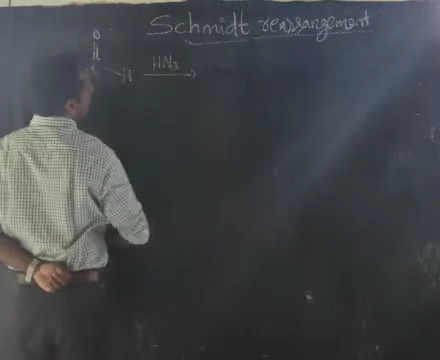 Schmidt rearrangement
O
H
HN₃